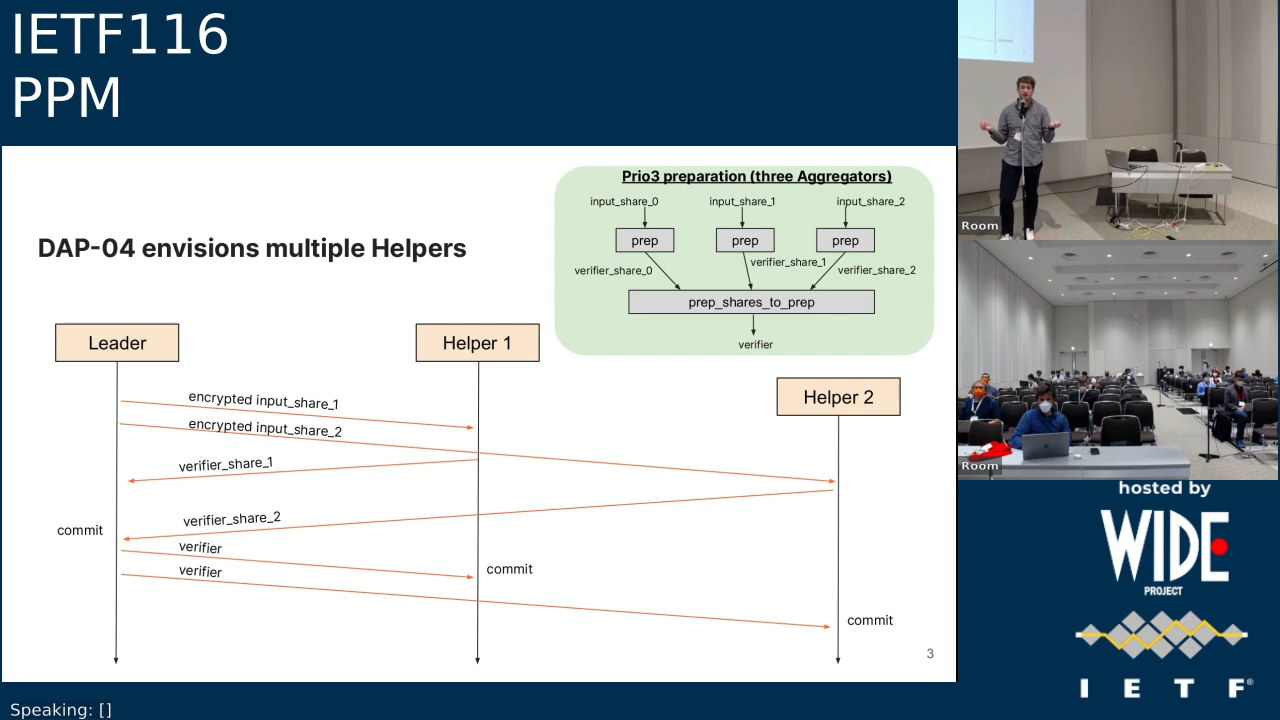 IETF116
PPM
DAP-04 envisions multiple Helpers
Prio3 preparation (three Aggregators)
input_share_0
input_share_1
input_share_2
prep
prep
prep
verifier_share_0
verifier_share_1
verifier_share_2
prep_shares_to_prep
verifier
Leader
Helper 1
Helper 2
encrypted input_share_1
encrypted input_share_2
verifier_share_1
verifier_share_2
commit
verifier
commit
verifier
commit
3
Room
Room
hosted by
WIDE
PROJECT
I E T F®
Speaking: []